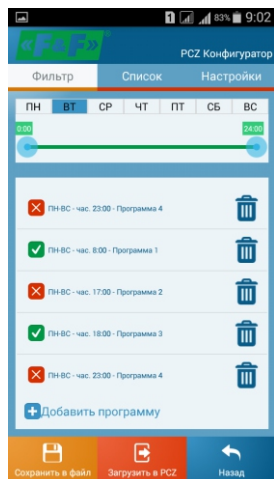 1 83% 9:02
«F&F»®
PCZ Конфигуратор
Фильтр Список Настройки
ПН ВТ СР ЧТ ПТ СБ ВС
0:00 24:00
ПН-ВС - час. 23:00 - Программа 4
ПН-ВС - час. 8:00 - Программа 1
ПН-ВС - час. 17:00 - Программа 2
ПН-ВС - час. 18:00 - Программа 3
ПН-ВС - час. 23:00 - Программа 4
Добавить программу
Сохранить в файл Загрузить в PCZ Назад